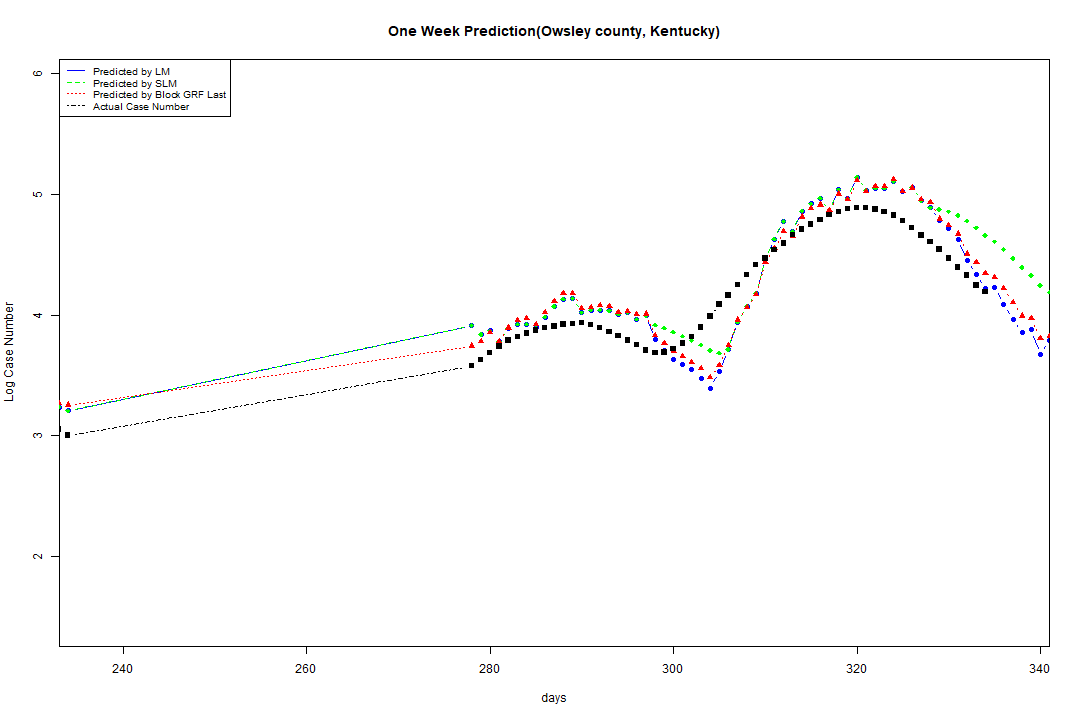 One Week Prediction(Owsley county, Kentucky)
Predicted by LM
Predicted by SLM
Predicted by Block GRF Last
Actual Case Number
6
5
4
3
2
Log Case Number
240 260 280 300 320 340
days